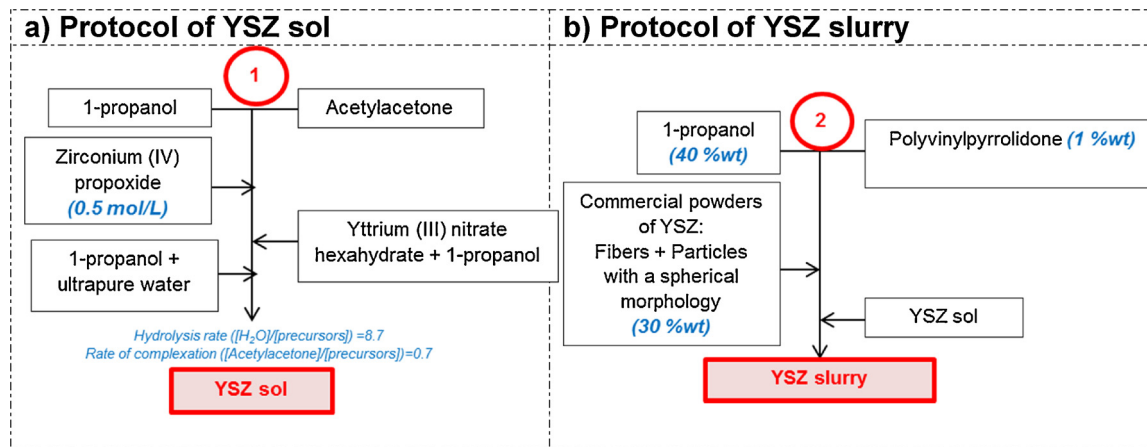 a) Protocol of YSZ sol
1
1-propanol
Acetylacetone
Zirconium (IV)
propoxide
(0.5 mol/L)
Yttrium (III) nitrate
hexahydrate + 1-propanol
1-propanol +
ultrapure water
Hydrolysis rate ([H₂O]/[precursors]) =8.7
Rate of complexation ([Acetylacetone]/[precursors])=0.7
YSZ sol
b) Protocol of YSZ slurry
2
1-propanol
(40 %wt)
Polyvinylpyrrolidone (1 %wt)
Commercial powders
of YSZ:
Fibers + Particles
with a spherical
morphology
(30 %wt)
YSZ sol
YSZ slurry